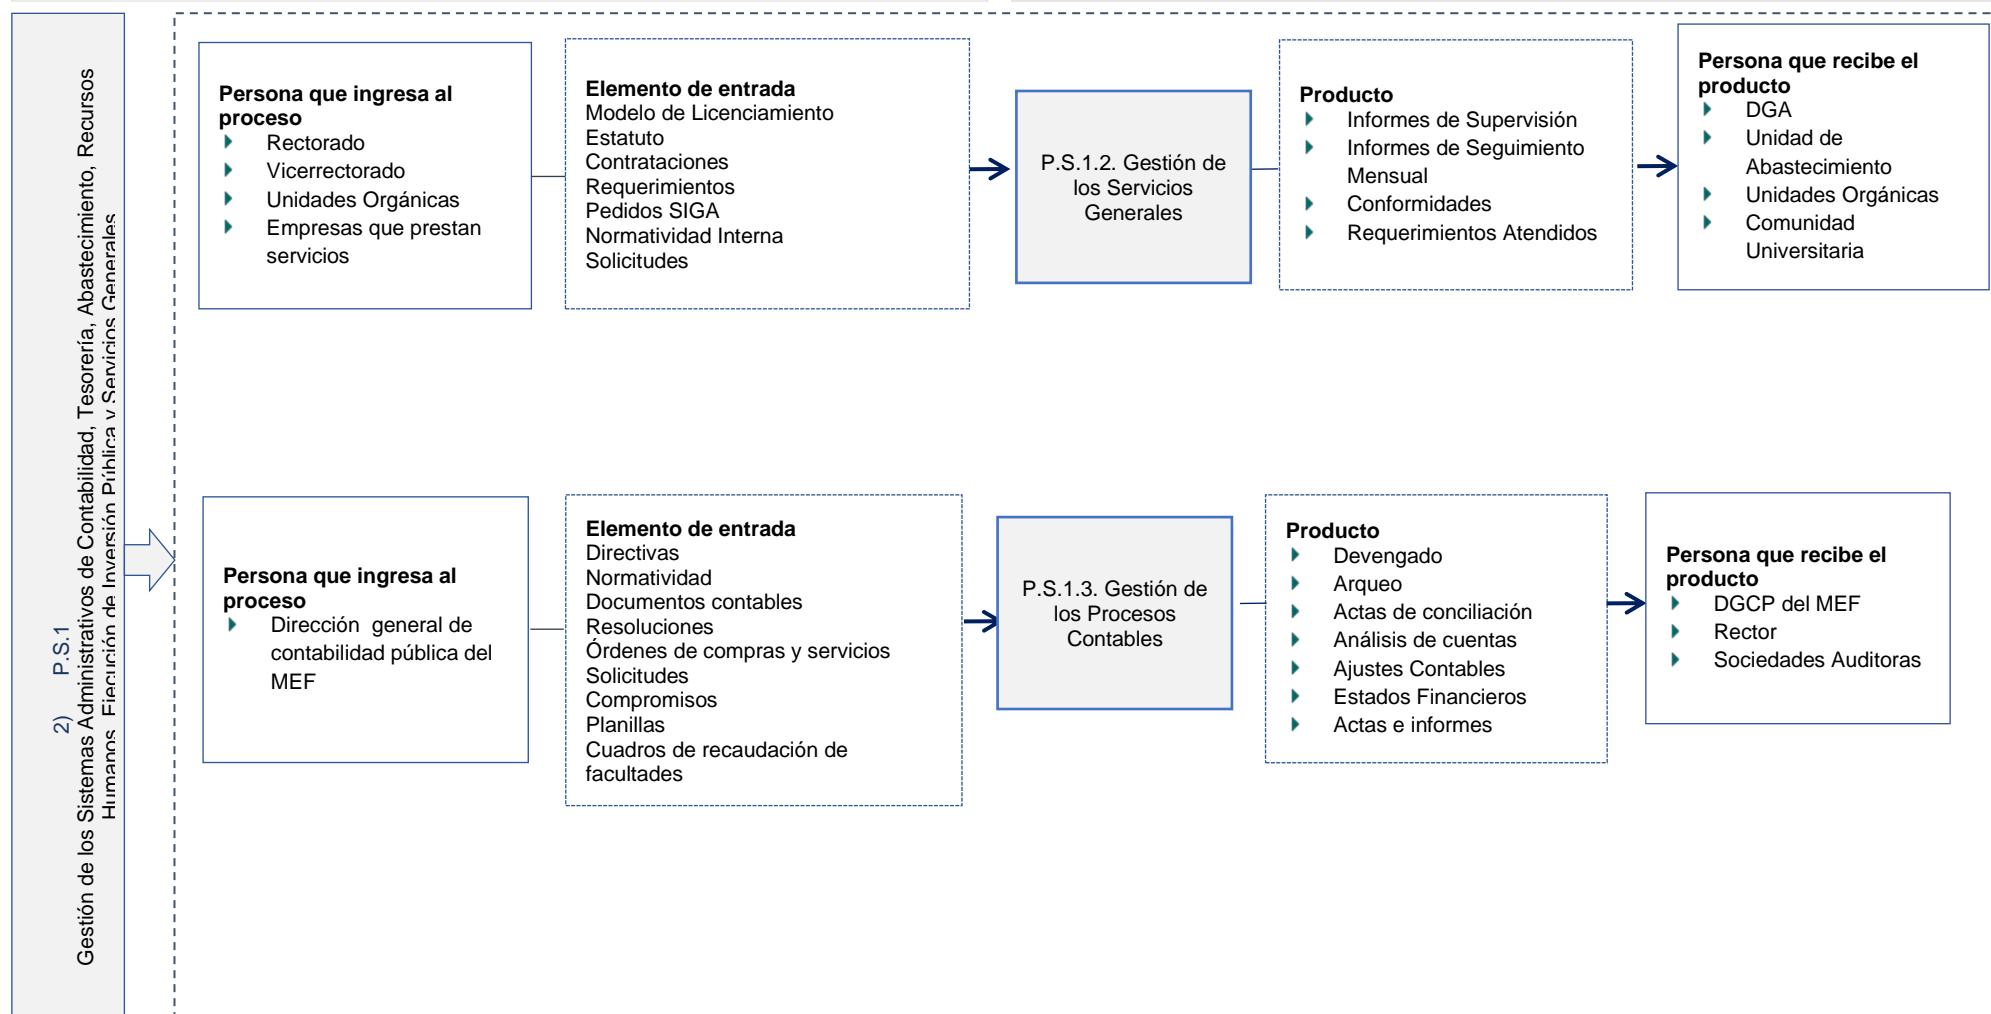 2) P.S.1
Gestión de los Sistemas Administrativos de Contabilidad, Tesorería, Abastecimiento, Recursos
Humanos, Ejecución de Inversión Pública y Servicios Generales
Persona que ingresa al
proceso
Rectorado
Vicerrectorado
Unidades Orgánicas
Empresas que prestan
servicios
Elemento de entrada
Modelo de Licenciamiento
Estatuto
Contrataciones
Requerimientos
Pedidos SIGA
Normatividad Interna
Solicitudes
P.S.1.2. Gestión de
los Servicios
Generales
Producto
Informes de Supervisión
Informes de Seguimiento
Mensual
Conformidades
Requerimientos Atendidos
Persona que recibe el
producto
DGA
Unidad de
Abastecimiento
Unidades Orgánicas
Comunidad
Universitaria
Persona que ingresa al
proceso
Dirección general de
contabilidad pública del
MEF
Elemento de entrada
Directivas
Normatividad
Documentos contables
Resoluciones
Órdenes de compras y servicios
Solicitudes
Compromisos
Planillas
Cuadros de recaudación de
facultades
P.S.1.3. Gestión de
los Procesos
Contables
Producto
Devengado
Arqueo
Actas de conciliación
Análisis de cuentas
Ajustes Contables
Estados Financieros
Actas e informes
Persona que recibe el
producto
DGCP del MEF
Rector
Sociedades Auditoras